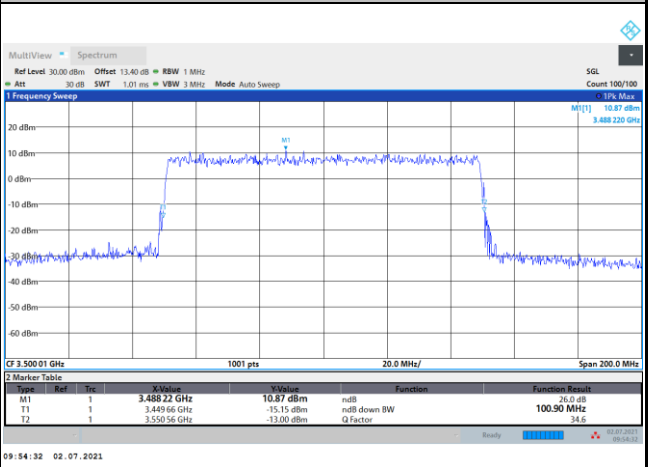 MultiView Spectrum
Ref Level 30.00 dBm Offset 13.40 dB RBW 1 MHz SGL
Att 30 dB SWT 1.01 ms VBW 3 MHz Mode Auto Sweep Count 100/100
1 Frequency Sweep 1Pk Max
M1[1] 10.87 dBm
3.488 220 GHz
20 dBm
M1
10 dBm
0 dBm
-10 dBm
-20 dBm
-30 dBm
-40 dBm
-50 dBm
-60 dBm
CF 3.500 01 GHz 1001 pts 20.0 MHz/ Span 200.0 MHz
2 Marker Table
Type Ref Trc X-Value Y-Value Function Function Result
M1 1 3.488 22 GHz 10.87 dBm ndB 26.0 dB
T1 1 3.449 66 GHz -15.15 dBm ndB down BW 100.90 MHz
T2 1 3.550 56 GHz -13.00 dBm Q Factor 34.6
Ready 02.07.2021
09:54:32
09:54:32 02.07.2021